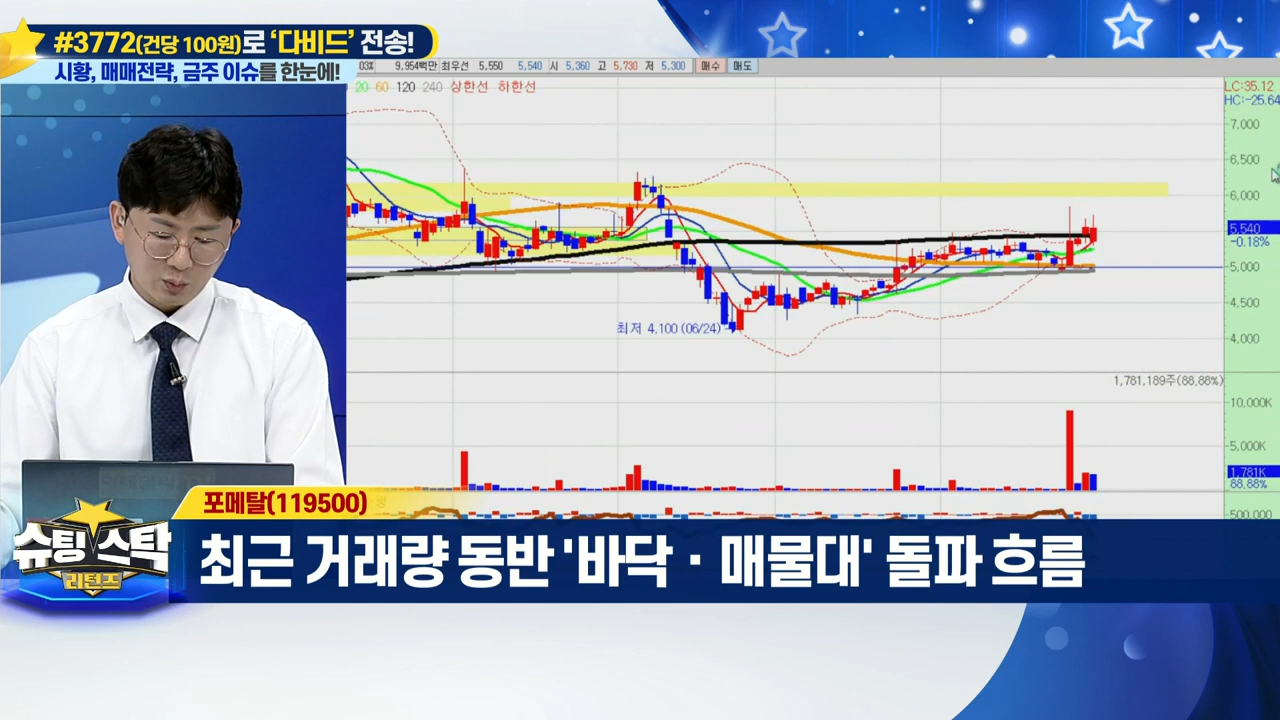 #3772(건당 100원)로 '다비드' 전송!
시황, 매매전략, 금주 이슈를 한눈에!
03% 9,954백만 최우선 5,550 5,540 시 5,360 고 5,730 저 5,300 매수 매도
20 60 120 240 상한선 하한선
LC:35.12
HC:-25.64
7,000
6,500
6,000
5,540
-0.18%
5,000
4,500
4,000
최저 4,100 (06/24)
1,781,189주(88,88%)
10,000K
5,000K
1,781K
88,88%
500,000
포메탈(119500)
슈팅스탁
리턴즈
최근 거래량 동반 '바닥 · 매물대' 돌파 흐름